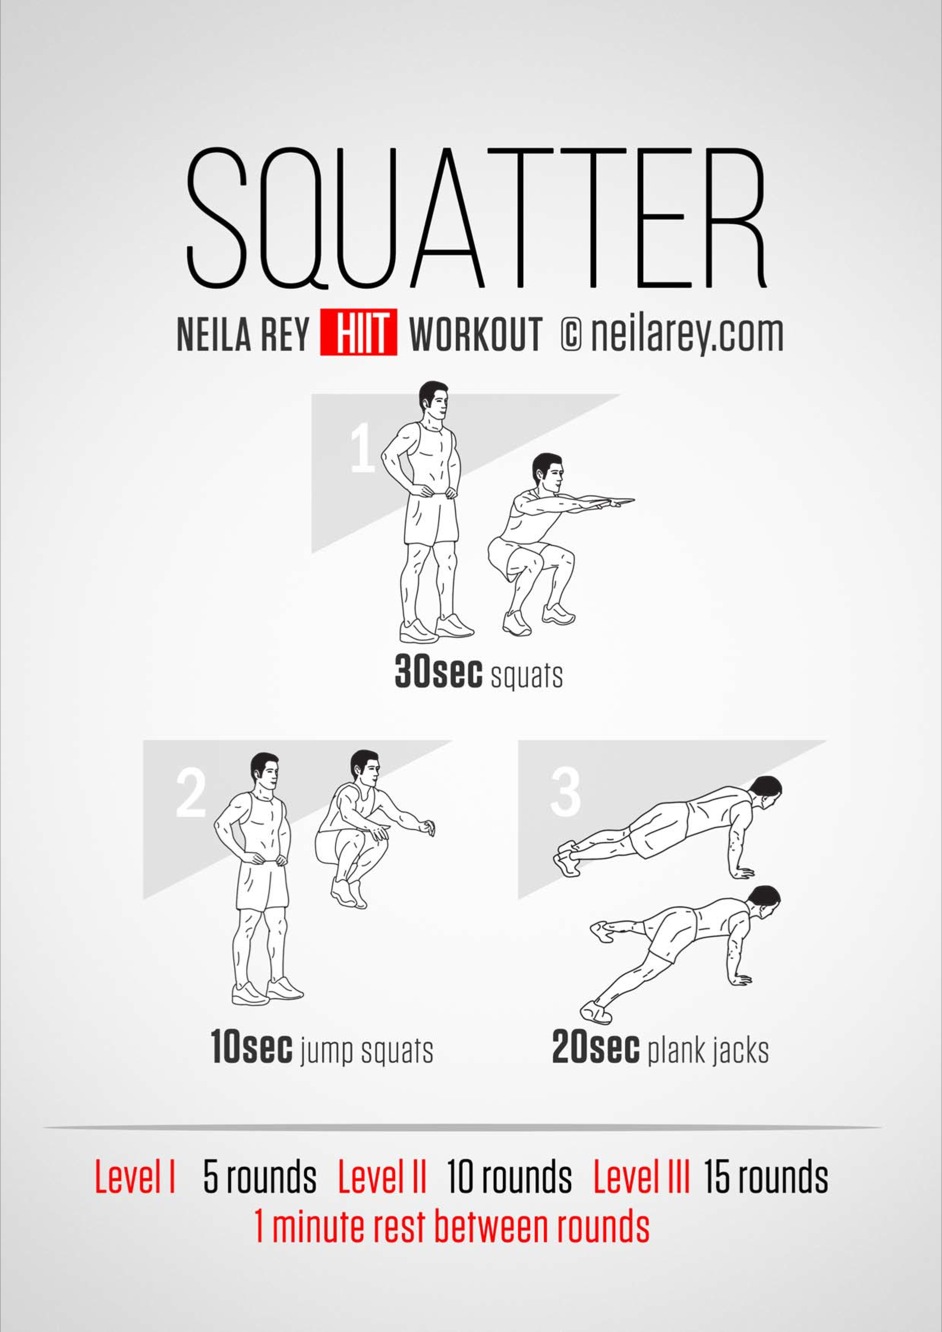 SQUATTER
NEILA REY HIIT WORKOUT © neilarey.com
1
30sec squats
2
10sec jump squats
3
20sec plank jacks
Level I 5 rounds Level II 10 rounds Level III 15 rounds
1 minute rest between rounds